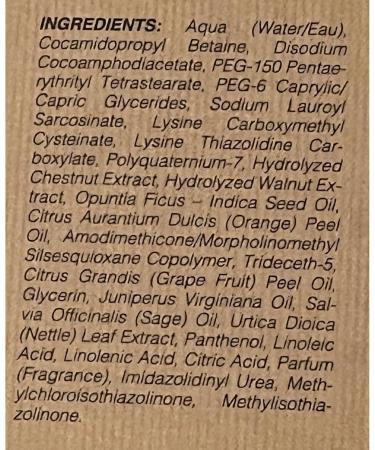 INGREDIENTS: Aqua (Water/Eau),
Cocamidopropyl Betaine, Disodium
Cocoamphodiacetate, PEG-150 Pentae-
rythrityl Tetrastearate, PEG-6 Caprylic/
Capric Glycerides, Sodium Lauroyl
Sarcosinate, Lysine Carboxymethyl
Cysteinate, Lysine Thiazolidine Car-
boxylate, Polyquaternium-7, Hydrolyzed
Chestnut Extract, Hydrolyzed Walnut Ex-
tract, Opuntia Ficus – Indica Seed Oil,
Citrus Aurantium Dulcis (Orange) Peel
Oil, Amodimethicone/Morpholinomethyl
Silsesquioxane Copolymer, Trideceth-5,
Citrus Grandis (Grape Fruit) Peel Oil,
Glycerin, Juniperus Virginiana Oil, Sal-
via Officinalis (Sage) Oil, Urtica Dioica
(Nettle) Leaf Extract, Panthenol, Linoleic
Acid, Linolenic Acid, Citric Acid, Parfum
(Fragrance), Imidazolidinyl Urea, Meth-
ylchloroisothiazolinone, Methylisothia-
zolinone.